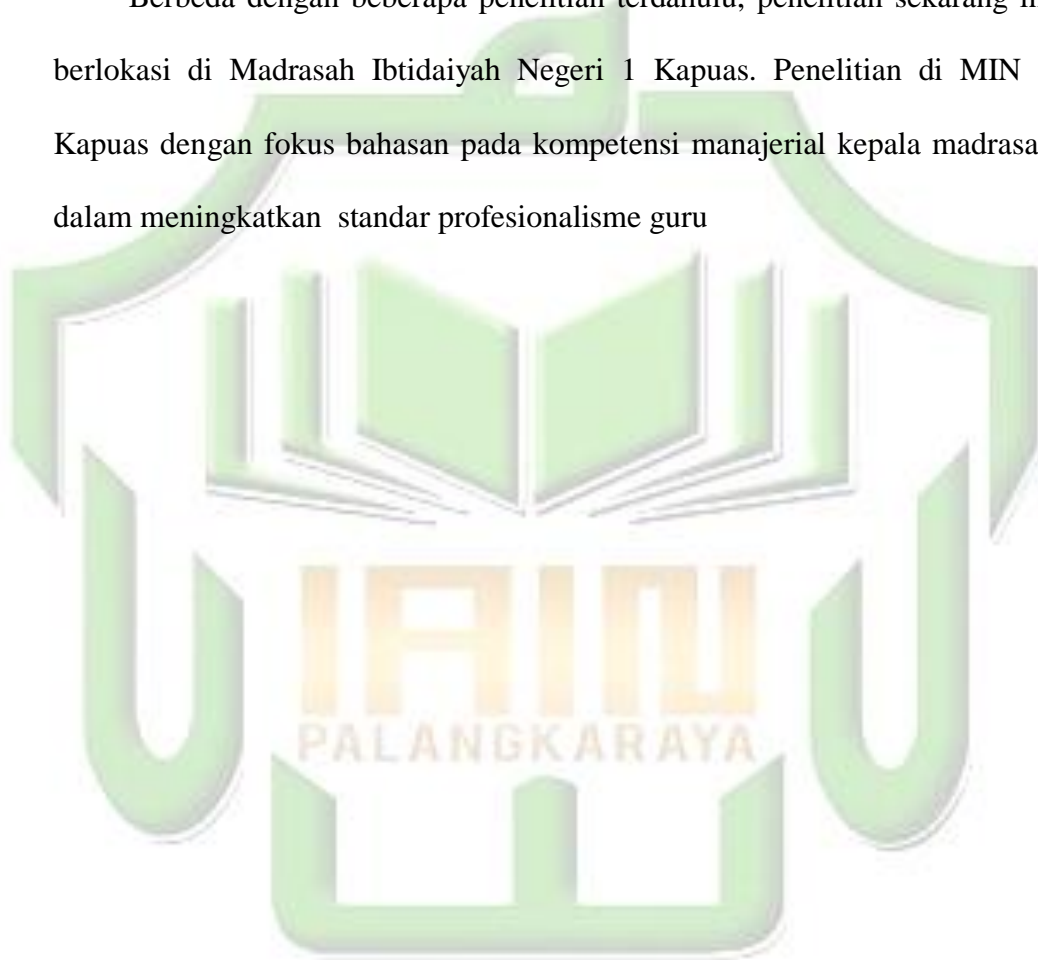 Berbeda dengan beberapa penelitian terdahulu, penelitian sekarang
berlokasi di Madrasah Ibtidaiyah Negeri 1 Kapuas. Penelitian di MIN
Kapuas dengan fokus bahasan pada kompetensi manajerial kepala
dalam meningkatkan standar profesionalisme guru
IAIN
PALANGKARAYA